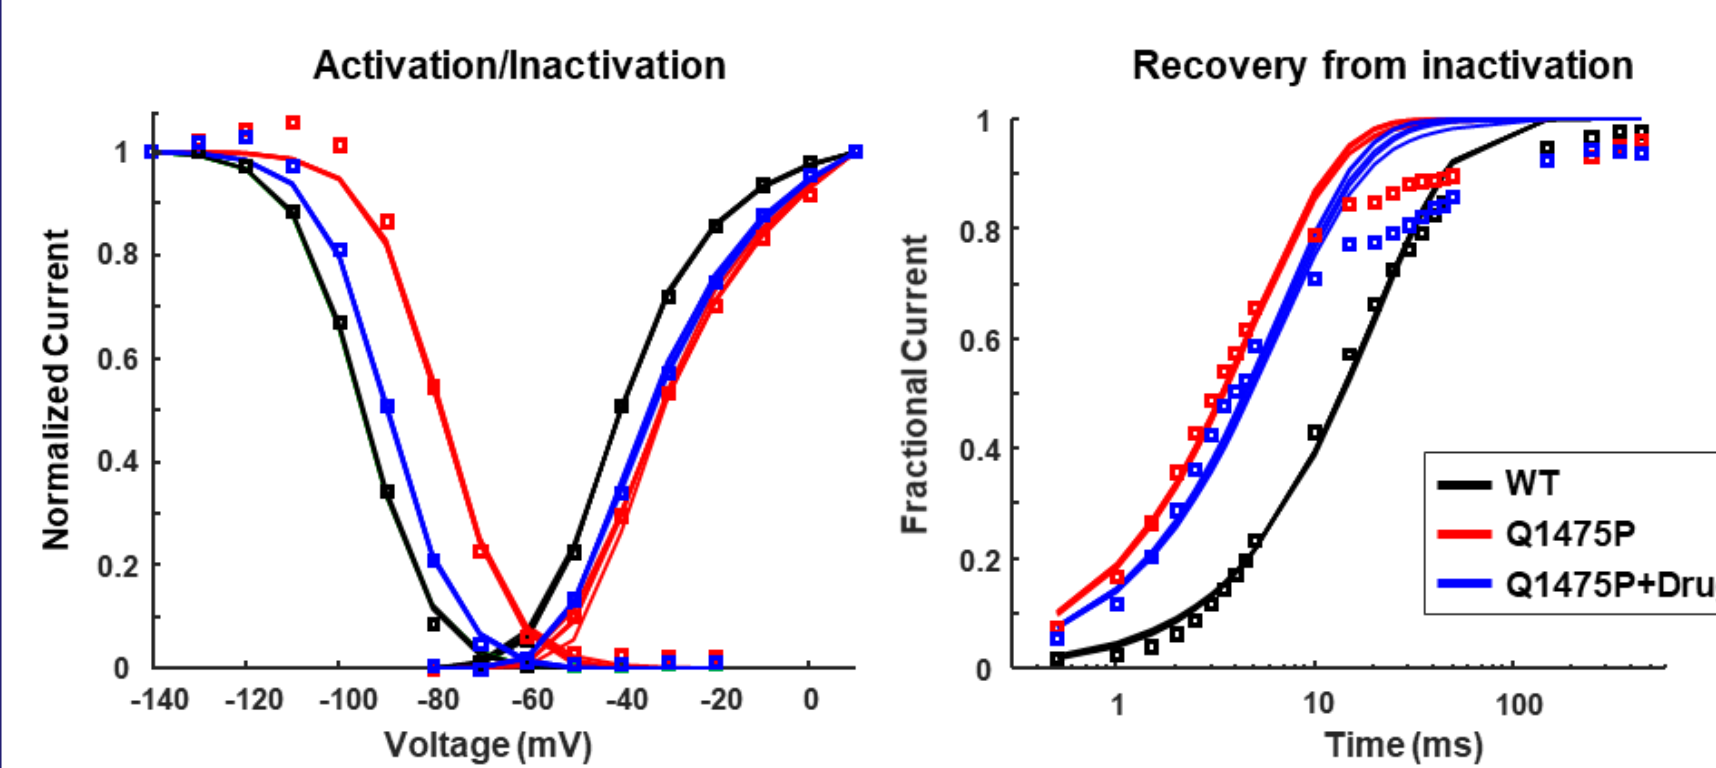 Activation/Inactivation
Normalized Current
1
0.8
0.6
0.4
0.2
0
-140 -120 -100 -80 -60 -40 -20 0
Voltage (mV)
Recovery from inactivation
Fractional Current
1
0.8
0.6
0.4
0.2
0
1 10 100
Time (ms)
WT
Q1475P
Q1475P+Dru